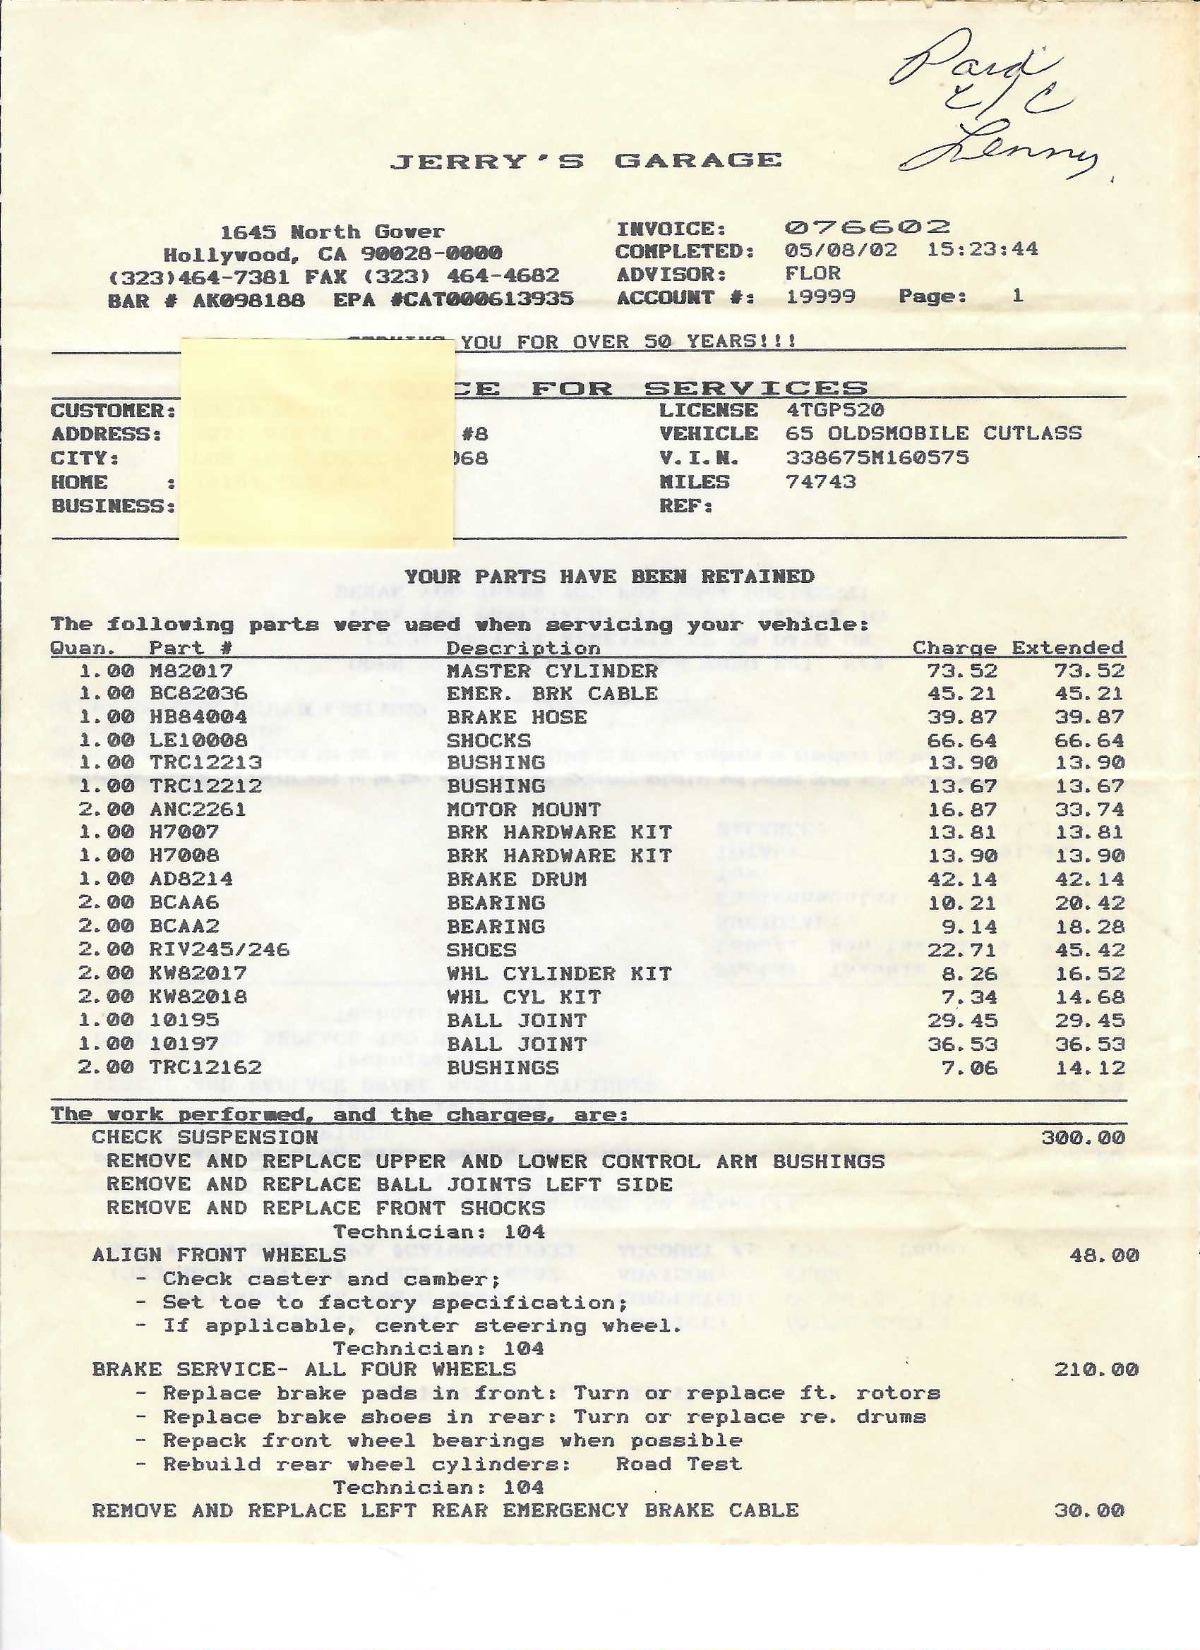 Paid
c/c
Lenny
JERRY'S GARAGE
1645 North Gower INVOICE: 076602
Hollywood, CA 90028-0000 COMPLETED: 05/08/02 15:23:44
(323)464-7381 FAX (323) 464-4682 ADVISOR: FLOR
BAR # AK098188 EPA #CAT000613935 ACCOUNT #: 19999 Page: 1
YOU FOR OVER 50 YEARS!!!
CE FOR SERVICES
CUSTOMER: LICENSE 4TGP520
ADDRESS: #8 VEHICLE 65 OLDSMOBILE CUTLASS
CITY: 068 V.I.N. 338675M160575
HOME : MILES 74743
BUSINESS: REF:
YOUR PARTS HAVE BEEN RETAINED
The following parts were used when servicing your vehicle:
Quan. Part # Description Charge Extended
1.00 M82017 MASTER CYLINDER 73.52 73.52
1.00 BC82036 EMER. BRK CABLE 45.21 45.21
1.00 HB84004 BRAKE HOSE 39.87 39.87
1.00 LE10008 SHOCKS 66.64 66.64
1.00 TRC12213 BUSHING 13.90 13.90
1.00 TRC12212 BUSHING 13.67 13.67
2.00 ANC2261 MOTOR MOUNT 16.87 33.74
1.00 H7007 BRK HARDWARE KIT 13.81 13.81
1.00 H7008 BRK HARDWARE KIT 13.90 13.90
1.00 AD8214 BRAKE DRUM 42.14 42.14
2.00 BCAA6 BEARING 10.21 20.42
2.00 BCAA2 BEARING 9.14 18.28
2.00 RIV245/246 SHOES 22.71 45.42
2.00 KW82017 WHL CYLINDER KIT 8.26 16.52
2.00 KW82018 WHL CYL KIT 7.34 14.68
1.00 10195 BALL JOINT 29.45 29.45
1.00 10197 BALL JOINT 36.53 36.53
2.00 TRC12162 BUSHINGS 7.06 14.12
The work performed, and the charges, are:
CHECK SUSPENSION 300.00
REMOVE AND REPLACE UPPER AND LOWER CONTROL ARM BUSHINGS
REMOVE AND REPLACE BALL JOINTS LEFT SIDE
REMOVE AND REPLACE FRONT SHOCKS
Technician: 104
ALIGN FRONT WHEELS 48.00
- Check caster and camber;
- Set toe to factory specification;
- If applicable, center steering wheel.
Technician: 104
BRAKE SERVICE- ALL FOUR WHEELS 210.00
- Replace brake pads in front: Turn or replace ft. rotors
- Replace brake shoes in rear: Turn or replace re. drums
- Repack front wheel bearings when possible
- Rebuild rear wheel cylinders: Road Test
Technician: 104
REMOVE AND REPLACE LEFT REAR EMERGENCY BRAKE CABLE 30.00